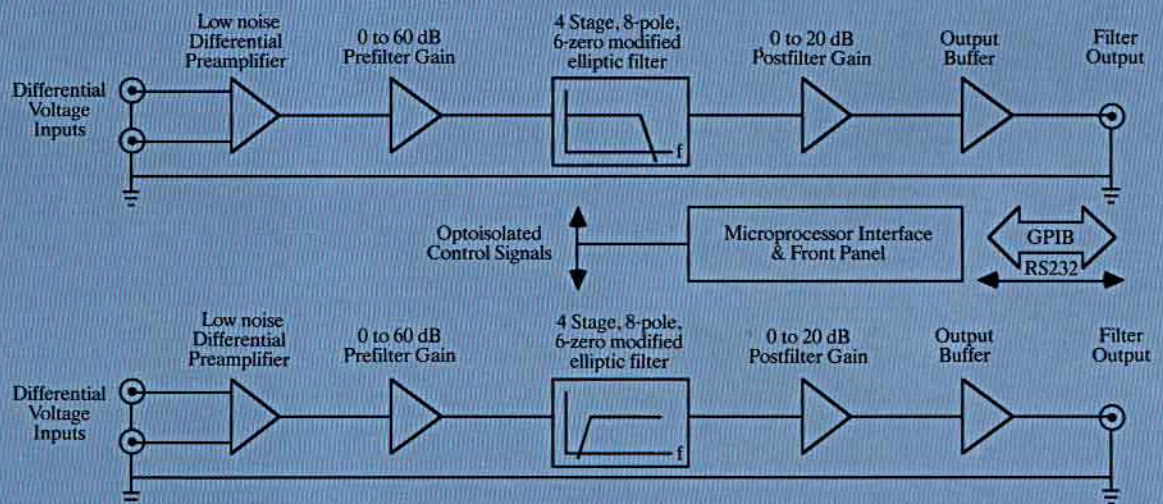 Low noise
Differential
Preamplifier
0 to 60 dB
Prefilter Gain
4 Stage, 8-pole,
6-zero modified
elliptic filter
0 to 20 dB
Postfilter Gain
Output
Buffer
Filter
Output
Differential
Voltage
Inputs
f
Optoisolated
Control Signals
Microprocessor Interface
& Front Panel
GPIB
RS232
Low noise
Differential
Preamplifier
0 to 60 dB
Prefilter Gain
4 Stage, 8-pole,
6-zero modified
elliptic filter
0 to 20 dB
Postfilter Gain
Output
Buffer
Filter
Output
Differential
Voltage
Inputs
f